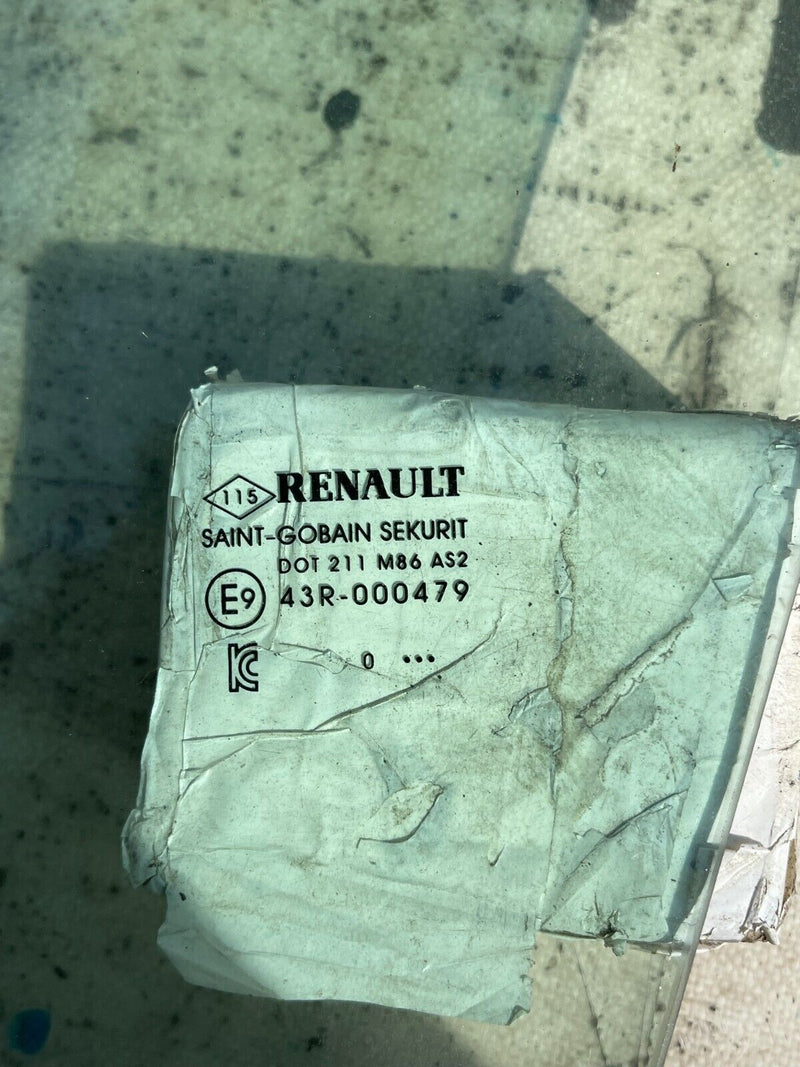 115 RENAULT
SAINT-GOBAIN SEKURIT
DOT 211 M86 AS2
E9 43R-000479
KC 0 •••